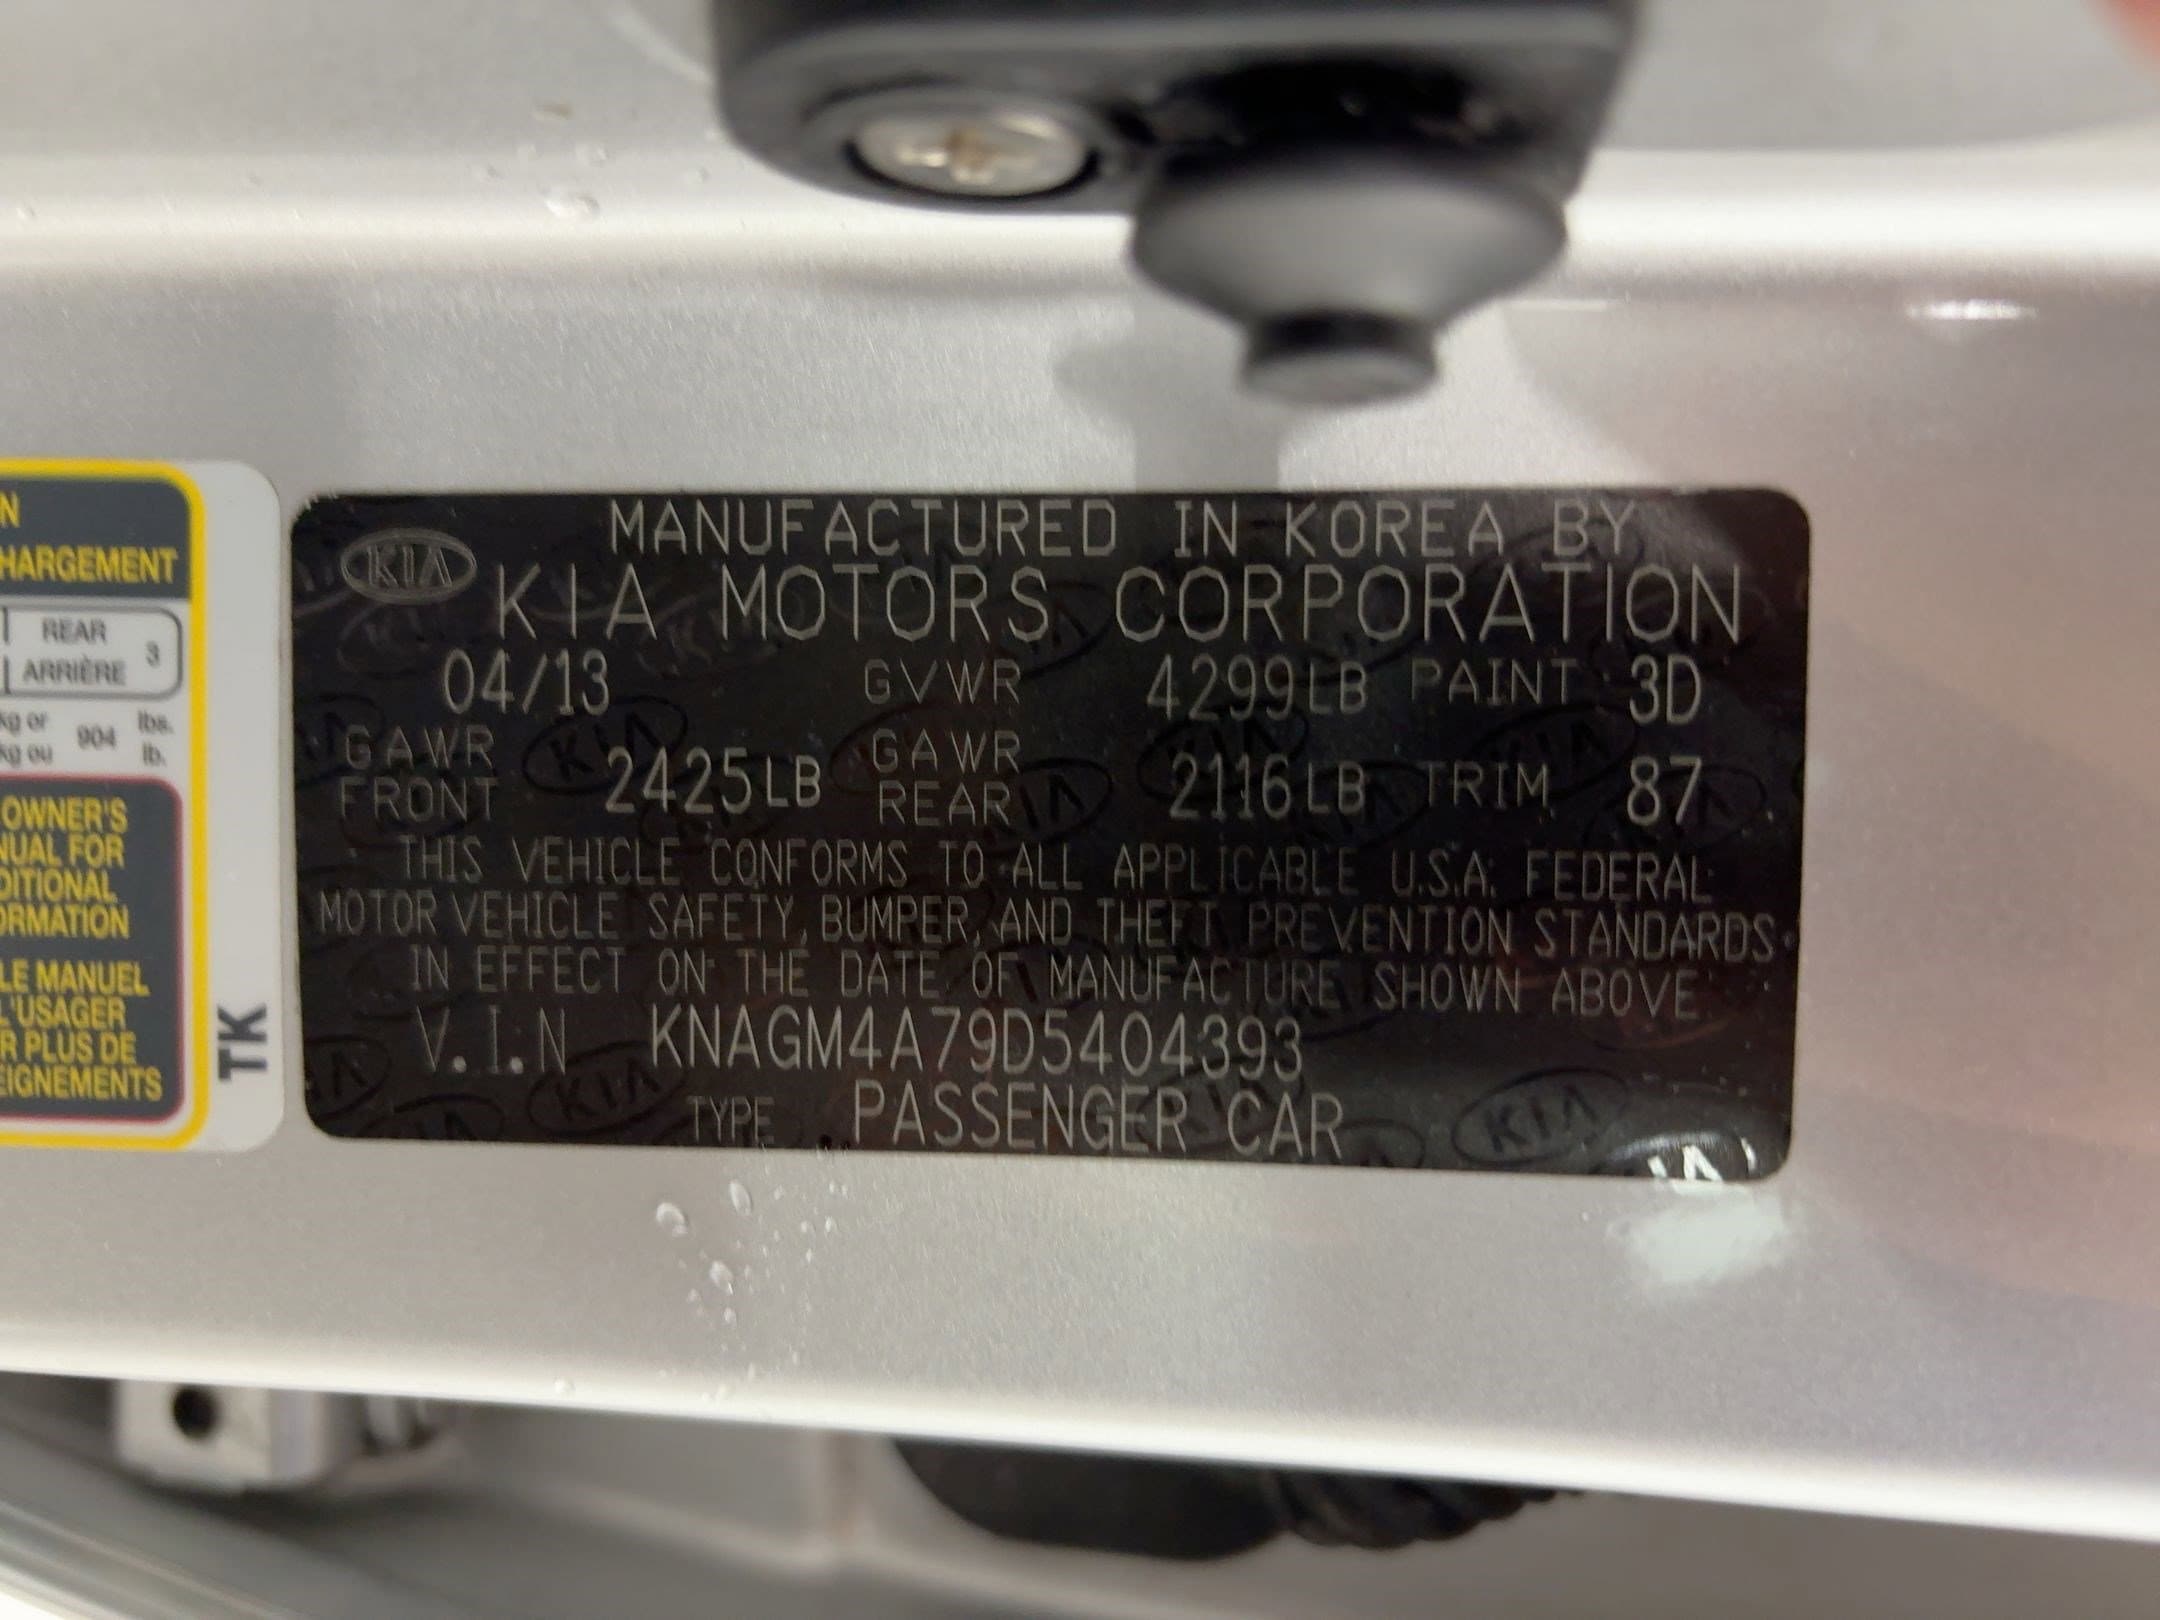 N
HARGEMENT
REAR
ARRIÈRE 3
kg or 904 lbs.
kg ou lb.
OWNER'S
NUAL FOR
DITIONAL
ORMATION
LE MANUEL
L'USAGER
R PLUS DE
EIGNEMENTS
TK
KIA
MANUFACTURED IN KOREA BY
KIA MOTORS CORPORATION
04/13 GVWR 4299LB PAINT 3D
GAWR FRONT 2425LB GAWR REAR 2116LB TRIM 87
THIS VEHICLE CONFORMS TO ALL APPLICABLE U.S.A. FEDERAL
MOTOR VEHICLE SAFETY, BUMPER, AND THEFT PREVENTION STANDARDS
IN EFFECT ON THE DATE OF MANUFACTURE SHOWN ABOVE
V.I.N KNAGM4A79D5404393
TYPE PASSENGER CAR